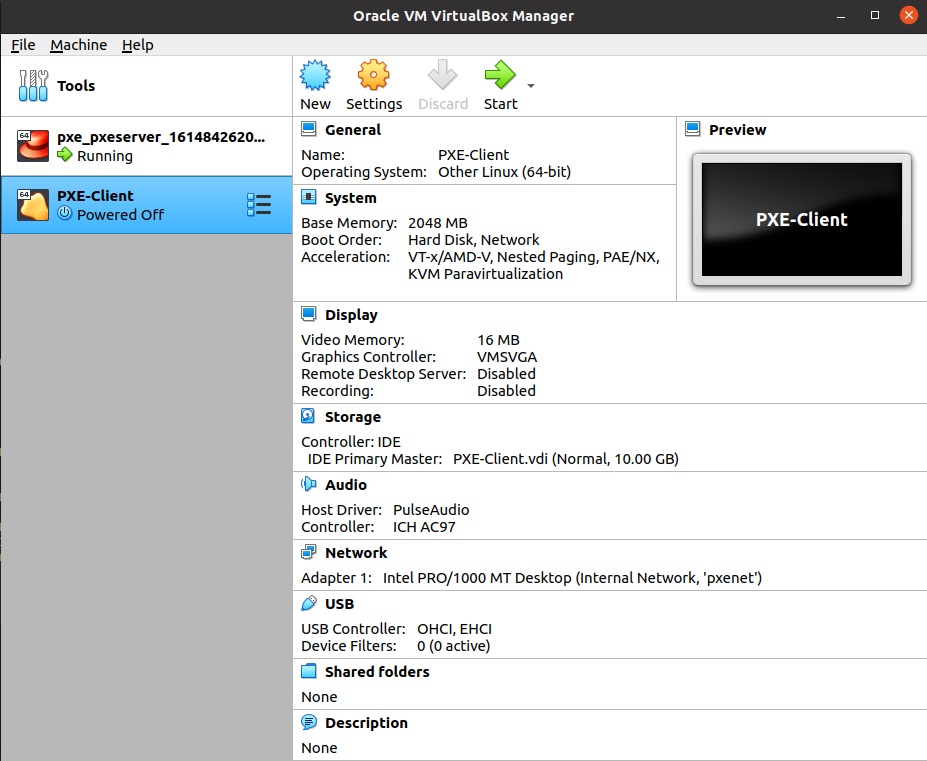 Oracle VM VirtualBox Manager
File Machine Help
Tools
64
pxe_pxeserver_1614842620...
Running
64
PXE-Client
Powered Off
New Settings Discard Start
General
Name: PXE-Client
Operating System: Other Linux (64-bit)
System
Base Memory: 2048 MB
Boot Order: Hard Disk, Network
Acceleration: VT-x/AMD-V, Nested Paging, PAE/NX,
KVM Paravirtualization
Preview
PXE-Client
Display
Video Memory: 16 MB
Graphics Controller: VMSVGA
Remote Desktop Server: Disabled
Recording: Disabled
Storage
Controller: IDE
IDE Primary Master: PXE-Client.vdi (Normal, 10.00 GB)
Audio
Host Driver: PulseAudio
Controller: ICH AC97
Network
Adapter 1: Intel PRO/1000 MT Desktop (Internal Network, 'pxenet')
USB
USB Controller: OHCI, EHCI
Device Filters: 0 (0 active)
Shared folders
None
Description
None